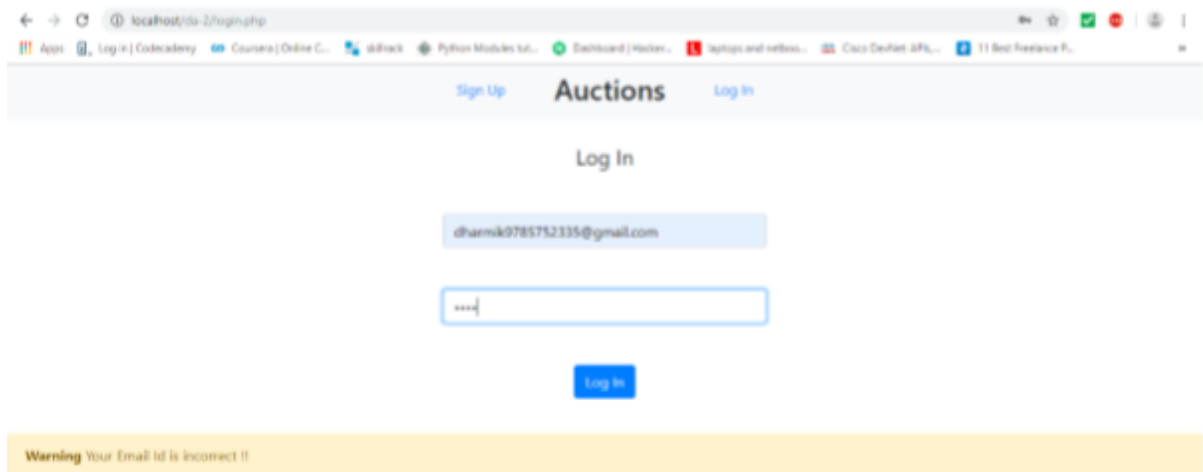 localhost/da-2/login.php
Apps Log in | Codecademy Coursera | Online C... skillrack Python Modules tut... Dashboard | Hacker... L laptops and netboo... Cisco DevNet: APIs,... 11 Best Freelance P... »
Sign Up Auctions Log In
Log In
dharmik9785752335@gmail.com
••••
Log In
Warning Your Email Id is incorrect !!